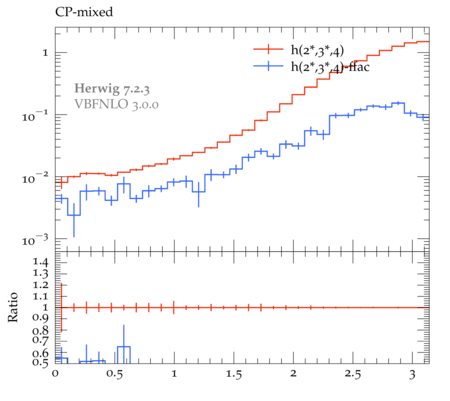 CP-mixed
1
h(2*,3*,4)
h(2*,3*,4)-flac
Herwig 7.2.3
VBFNLO 3.0.0
10⁻¹
10⁻²
10⁻³
Ratio
1.4
1.3
1.2
1.1
1
0.9
0.8
0.7
0.6
0.5
0 0.5 1 1.5 2 2.5 3